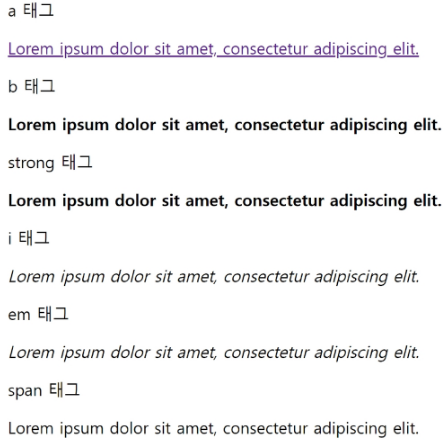 a 태그
Lorem ipsum dolor sit amet, consectetur adipiscing elit.
b 태그
Lorem ipsum dolor sit amet, consectetur adipiscing elit.
strong 태그
Lorem ipsum dolor sit amet, consectetur adipiscing elit.
i 태그
Lorem ipsum dolor sit amet, consectetur adipiscing elit.
em 태그
Lorem ipsum dolor sit amet, consectetur adipiscing elit.
span 태그
Lorem ipsum dolor sit amet, consectetur adipiscing elit.